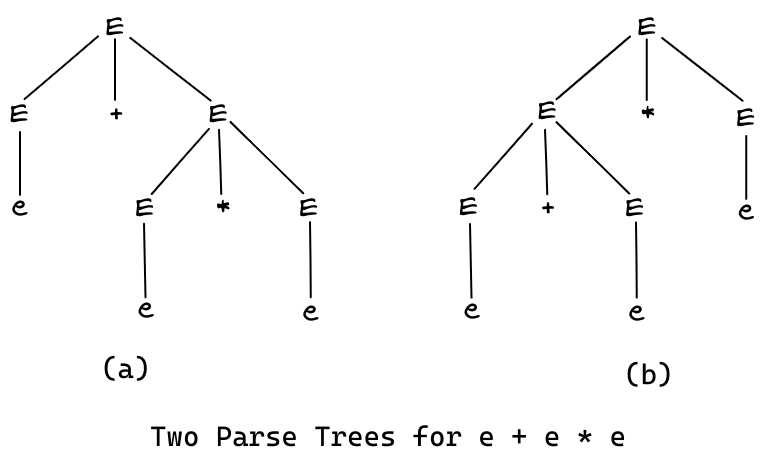 E E
E + E E * E
e E * E E + E e
e e e e
(a) (b)
Two Parse Trees for e + e * e